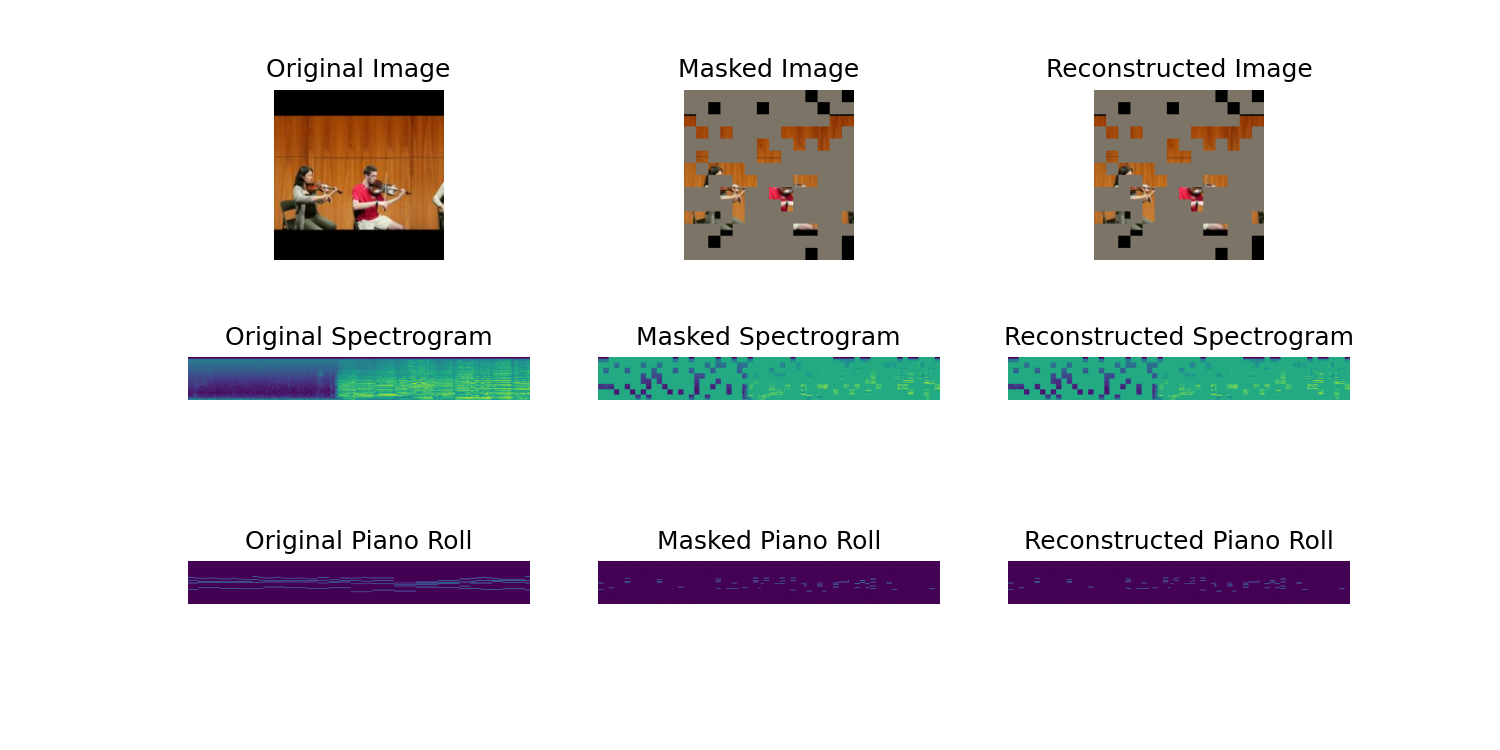 Original Image
Masked Image
Reconstructed Image
Original Spectrogram
Masked Spectrogram
Reconstructed Spectrogram
Original Piano Roll
Masked Piano Roll
Reconstructed Piano Roll